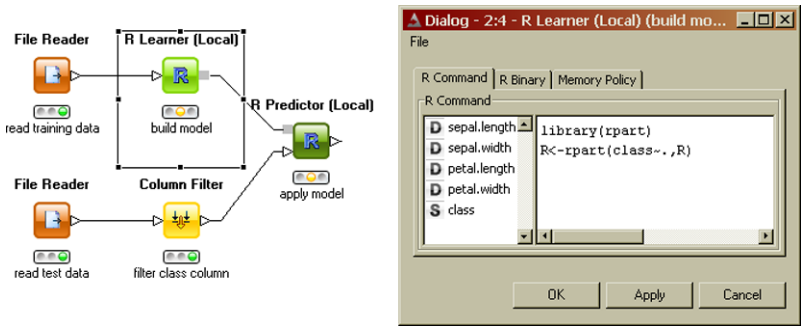 File Reader
R Learner (Local)
R
read training data
build model
R Predictor (Local)
R
apply model
File Reader
Column Filter
read test data
filter class column
Dialog - 2:4 - R Learner (Local) (build mo...
File
R Command
R Binary
Memory Policy
R Command
D sepal.length
D sepal.width
D petal.length
D petal.width
S class
library(rpart)
R<-rpart(class~.,R)
OK
Apply
Cancel